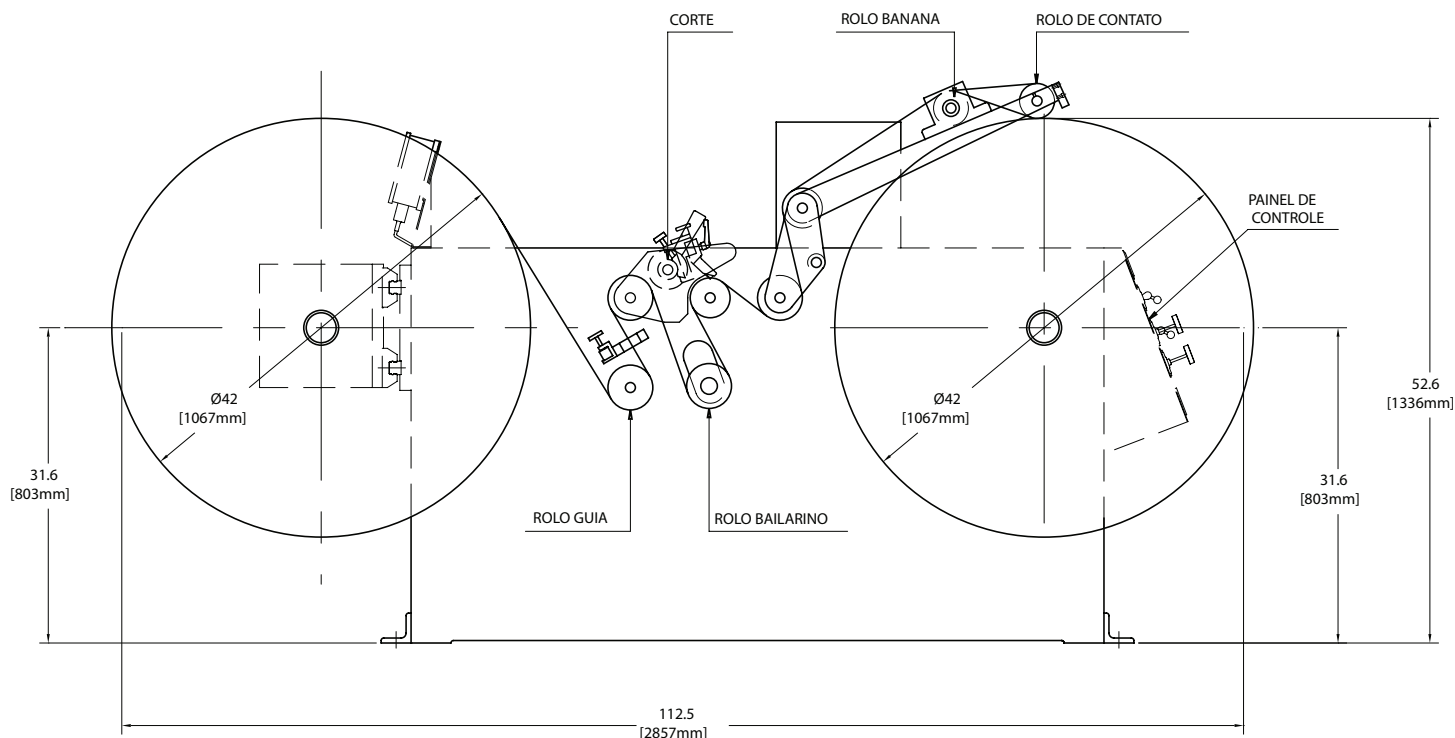 CORTE
ROLO BANANA
ROLO DE CONTATO
PAINEL DE
CONTROLE
Ø42
[1067mm]
Ø42
[1067mm]
52.6
[1336mm]
31.6
[803mm]
31.6
[803mm]
ROLO GUIA
ROLO BAILARINO
112.5
[2857mm]